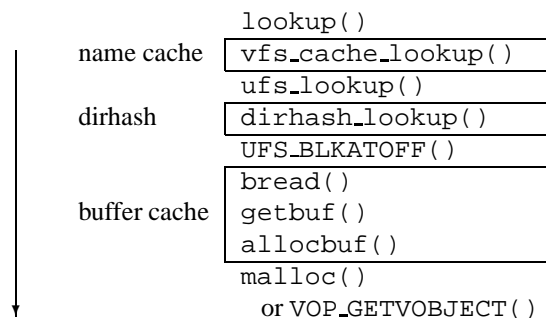 lookup()
name cache vfs_cache_lookup()
ufs_lookup()
dirhash dirhash_lookup()
UFS_BLKATOFF()
bread()
buffer cache getbuf()
allocbuf()
malloc()
or VOP_GETVOBJECT()